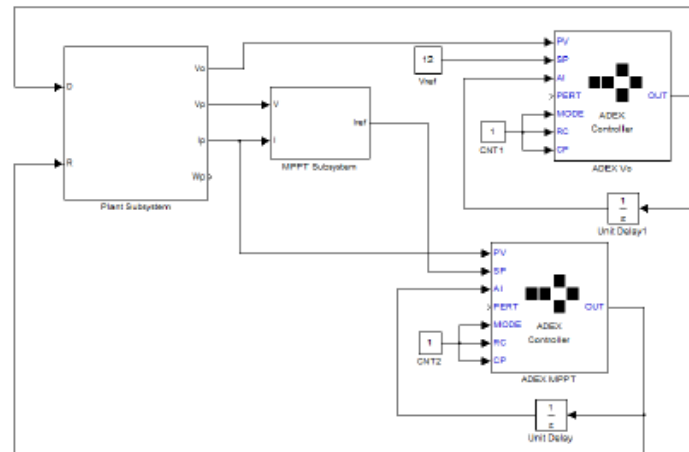 D
R
Vo
Vp
Ip
Wp
Plant Subsystem
V
I
Iref
MPPT Subsystem
12
Vref
1
CNT1
PV
SP
AI
PERT
MODE
RC
CP
ADEX
Controller
OUT
ADEX Vo
1
z
Unit Delay1
PV
SP
AI
PERT
MODE
RC
CP
ADEX
Controller
OUT
ADEX MPPT
1
CNT2
1
z
Unit Delay